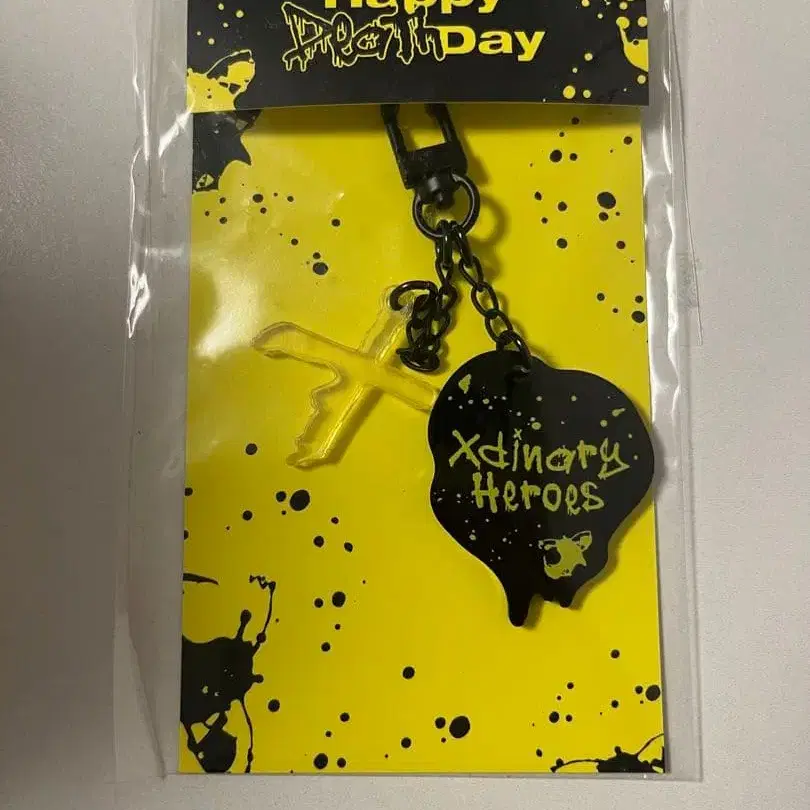 Happy
DeaTh Day
Xdinary
Heroes